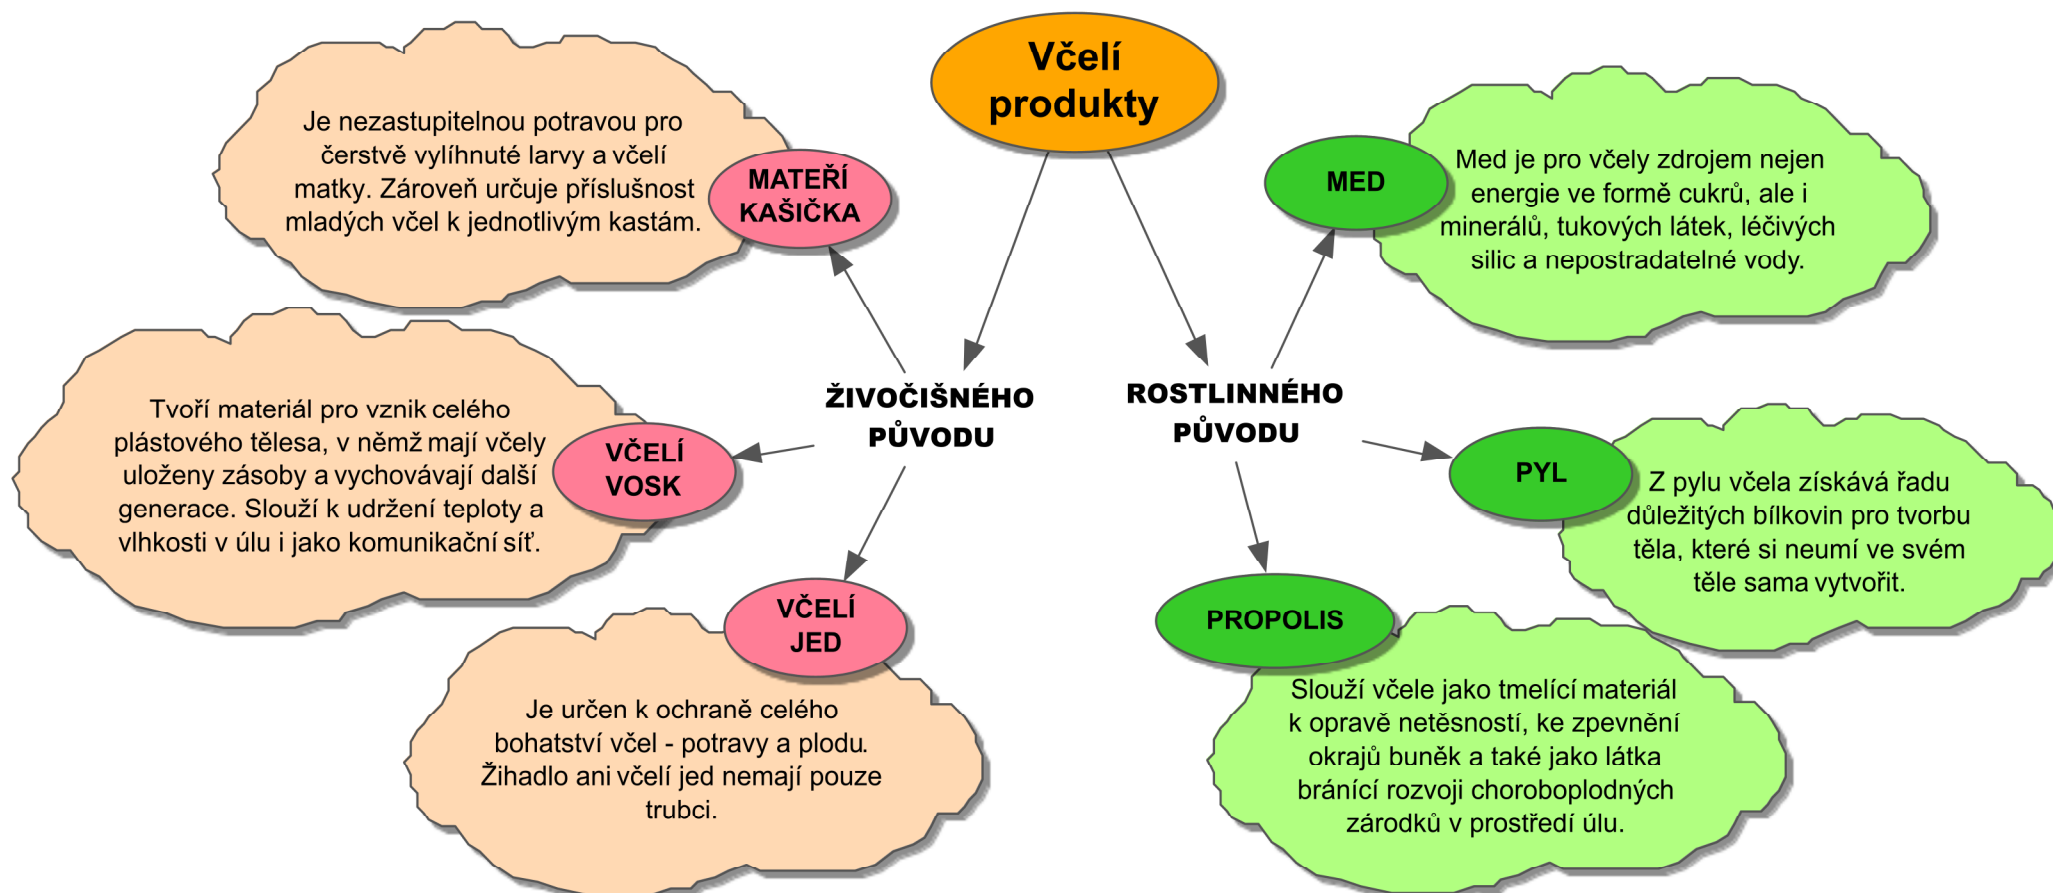 Včelí
produkty
Je nezastupitelnou potravou pro
čerstvě vylíhnuté larvy a včelí
matky. Zároveň určuje příslušnost
mladých včel k jednotlivým kastám.
MATEŘÍ
KAŠIČKA
MED
Med je pro včely zdrojem nejen
energie ve formě cukrů, ale i
minerálů, tukových látek, léčivých
silic a nepostradatelné vody.
ŽIVOČIŠNÉHO
PŮVODU
ROSTLINNÉHO
PŮVODU
Tvoří materiál pro vznik celého
plástového tělesa, v němž mají včely
uloženy zásoby a vychovávají další
generace. Slouží k udržení teploty a
vlhkosti v úlu i jako komunikační síť.
VČELÍ
VOSK
PYL
Z pylu včela získává řadu
důležitých bílkovin pro tvorbu
těla, které si neumí ve svém
těle sama vytvořit.
VČELÍ
JED
Je určen k ochraně celého
bohatství včel - potravy a plodu.
Žihadlo ani včelí jed nemají pouze
trubci.
PROPOLIS
Slouží včele jako tmelící materiál
k opravě netěsností, ke zpevnění
okrajů buněk a také jako látka
bránící rozvoji choroboplodných
zárodků v prostředí úlu.